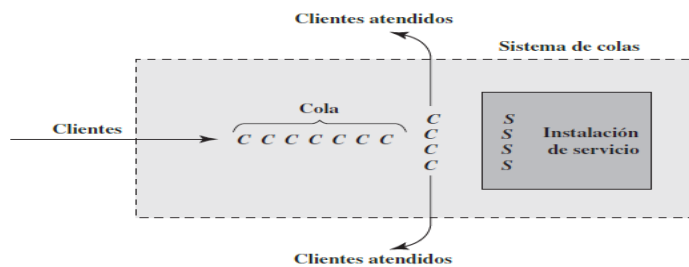 Clientes atendidos
Sistema de colas
Cola
Clientes
C C C C C C C
C
C
C
C
S
S
S
S
Instalación
de servicio
Clientes atendidos